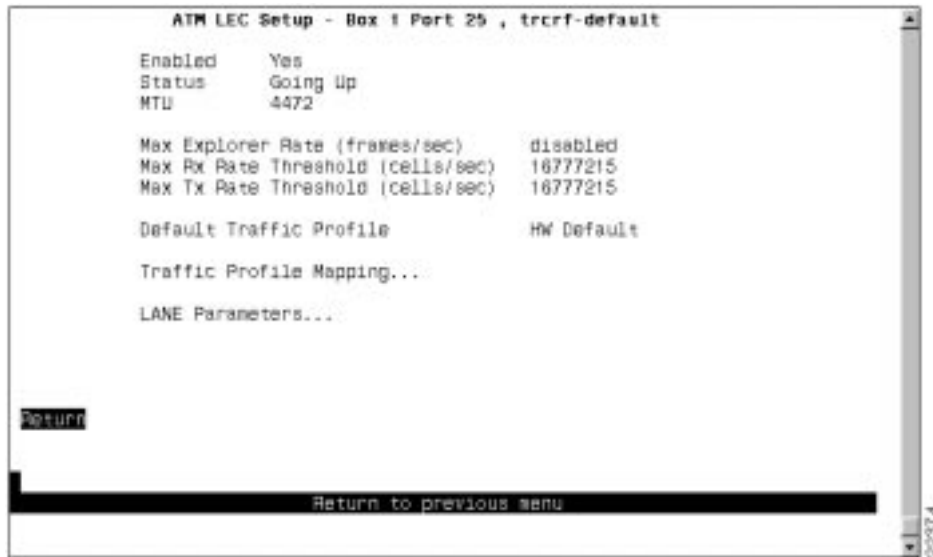 ATM LEC Setup - Box 1 Port 25 , trcrf-default
Enabled Yes
Status Going Up
MTU 4472
Max Explorer Rate (frames/sec) disabled
Max Rx Rate Threshold (cells/sec) 16777215
Max Tx Rate Threshold (cells/sec) 16777215
Default Traffic Profile HW Default
Traffic Profile Mapping...
LANE Parameters...
Return
Return to previous menu